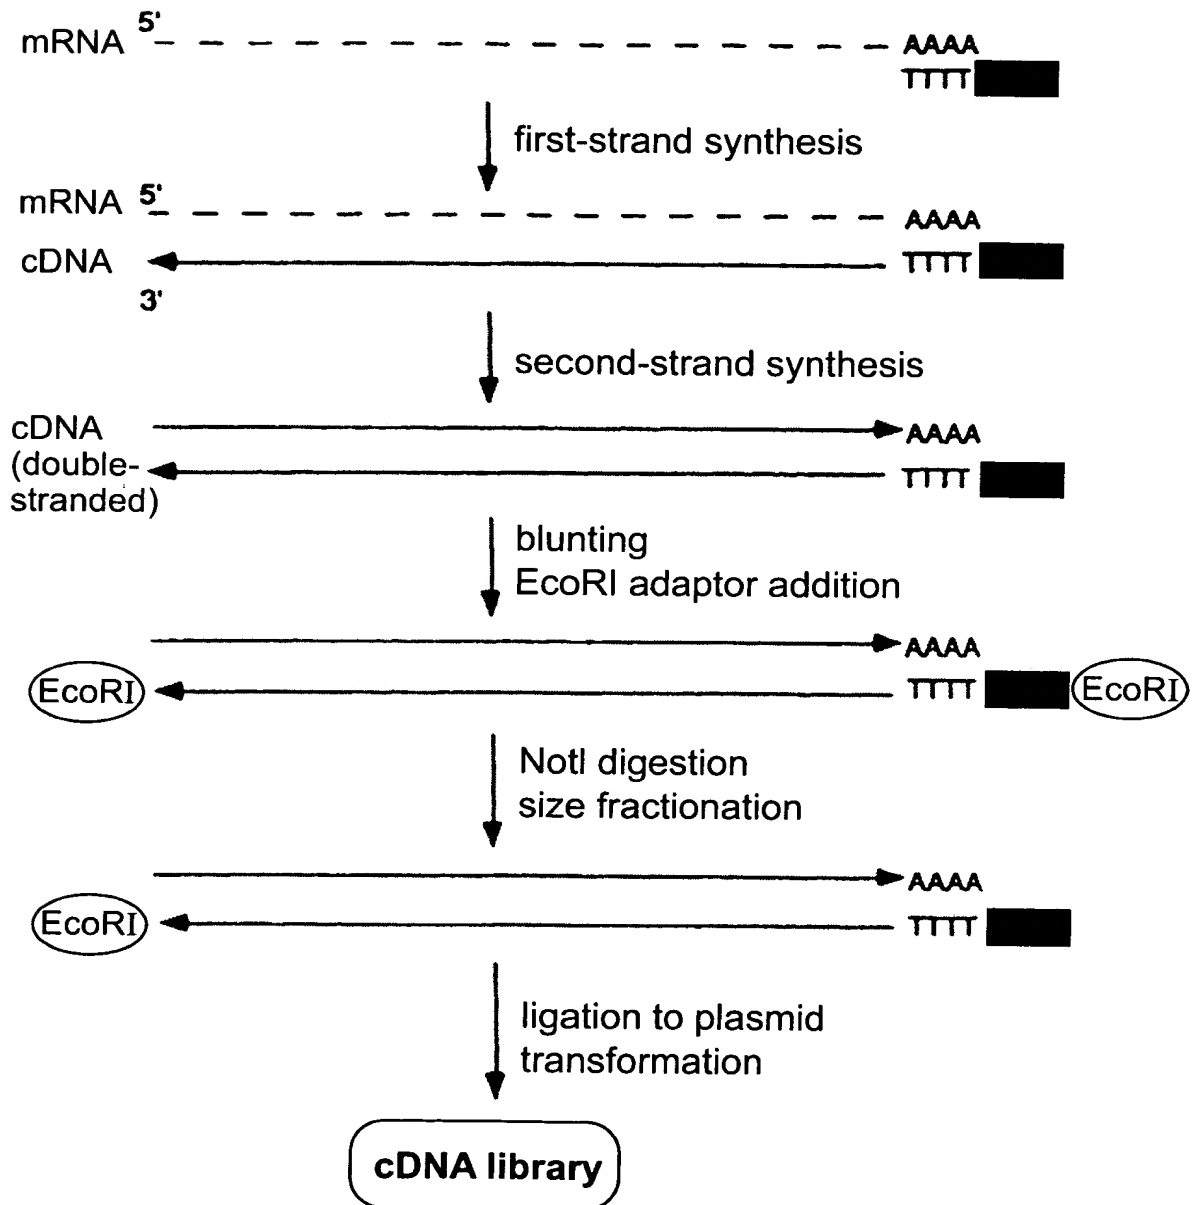 mRNA 5' AAAA
TTTT
first-strand synthesis
mRNA 5' AAAA
cDNA TTTT
3'
second-strand synthesis
cDNA AAAA
(double-
stranded) TTTT
blunting
EcoRI adaptor addition
AAAA
EcoRI TTTT EcoRI
NotI digestion
size fractionation
AAAA
EcoRI TTTT
ligation to plasmid
transformation
cDNA library